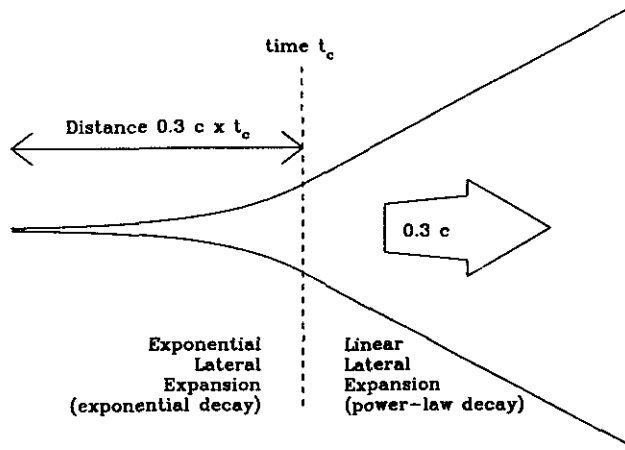 time t_c
Distance 0.3 c x t_c
0.3 c
Exponential
Lateral
Expansion
(exponential decay)
Linear
Lateral
Expansion
(power-law decay)